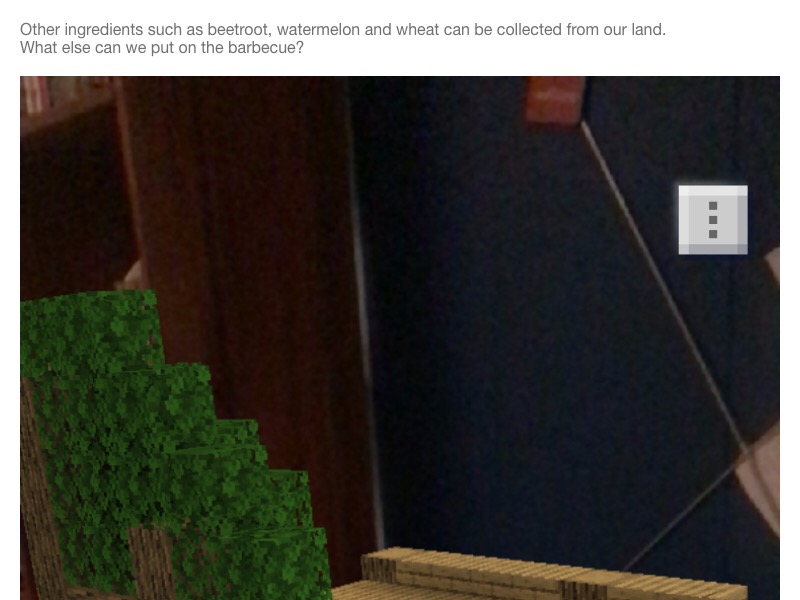 Other ingredients such as beetroot, watermelon and wheat can be collected from our land.
What else can we put on the barbecue?